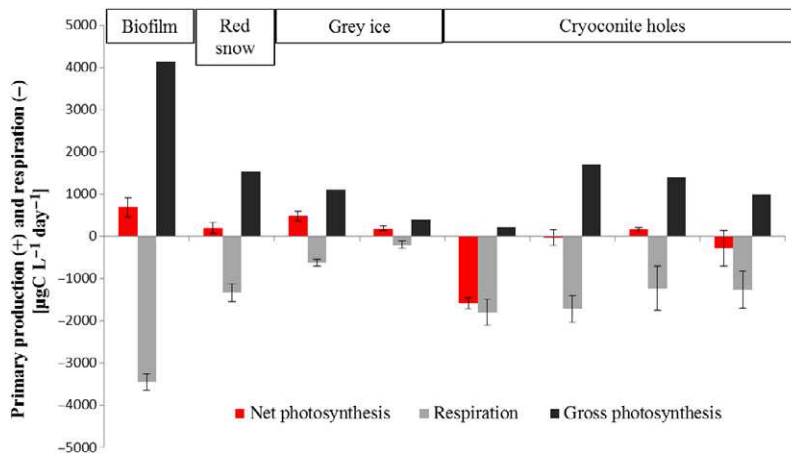 Biofilm
Red
snow
Grey ice
Cryoconite holes
Primary production (+) and respiration (−)
[µgC L⁻¹ day⁻¹]
5000
4000
3000
2000
1000
0
−1000
−2000
−3000
−4000
−5000
Net photosynthesis
Respiration
Gross photosynthesis